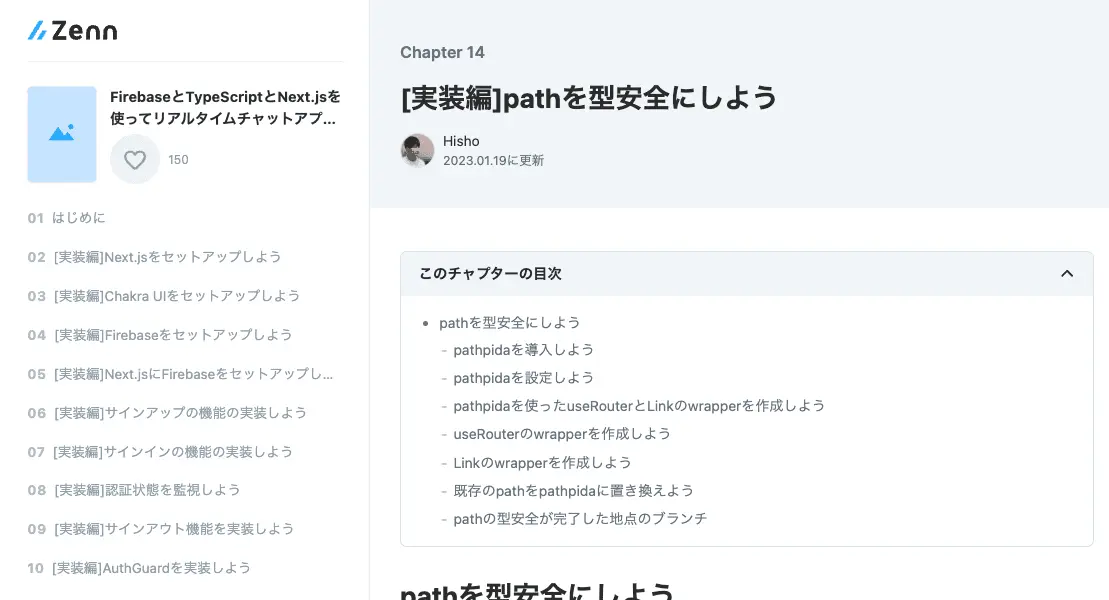 Zenn
FirebaseとTypeScriptとNext.jsを
使ってリアルタイムチャットアプ...
150
01 はじめに
02 [実装編]Next.jsをセットアップしよう
03 [実装編]Chakra UIをセットアップしよう
04 [実装編]Firebaseをセットアップしよう
05 [実装編]Next.jsにFirebaseをセットアップし...
06 [実装編]サインアップの機能の実装しよう
07 [実装編]サインインの機能の実装しよう
08 [実装編]認証状態を監視しよう
09 [実装編]サインアウト機能を実装しよう
10 [実装編]AuthGuardを実装しよう
Chapter 14
[実装編]pathを型安全にしよう
Hisho
2023.01.19に更新
このチャプターの目次
pathを型安全にしよう
pathpidaを導入しよう
pathpidaを設定しよう
pathpidaを使ったuseRouterとLinkのwrapperを作成しよう
useRouterのwrapperを作成しよう
Linkのwrapperを作成しよう
既存のpathをpathpidaに置き換えよう
pathの型安全が完了した地点のブランチ
pathを型安全にしよう